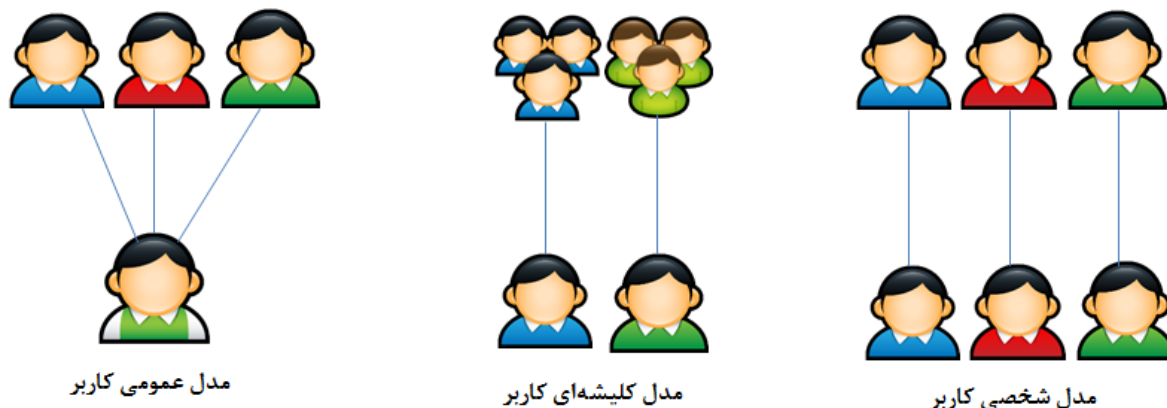 مدل عمومی کاربر
مدل کلیشه‌ای کاربر
مدل شخصی کاربر